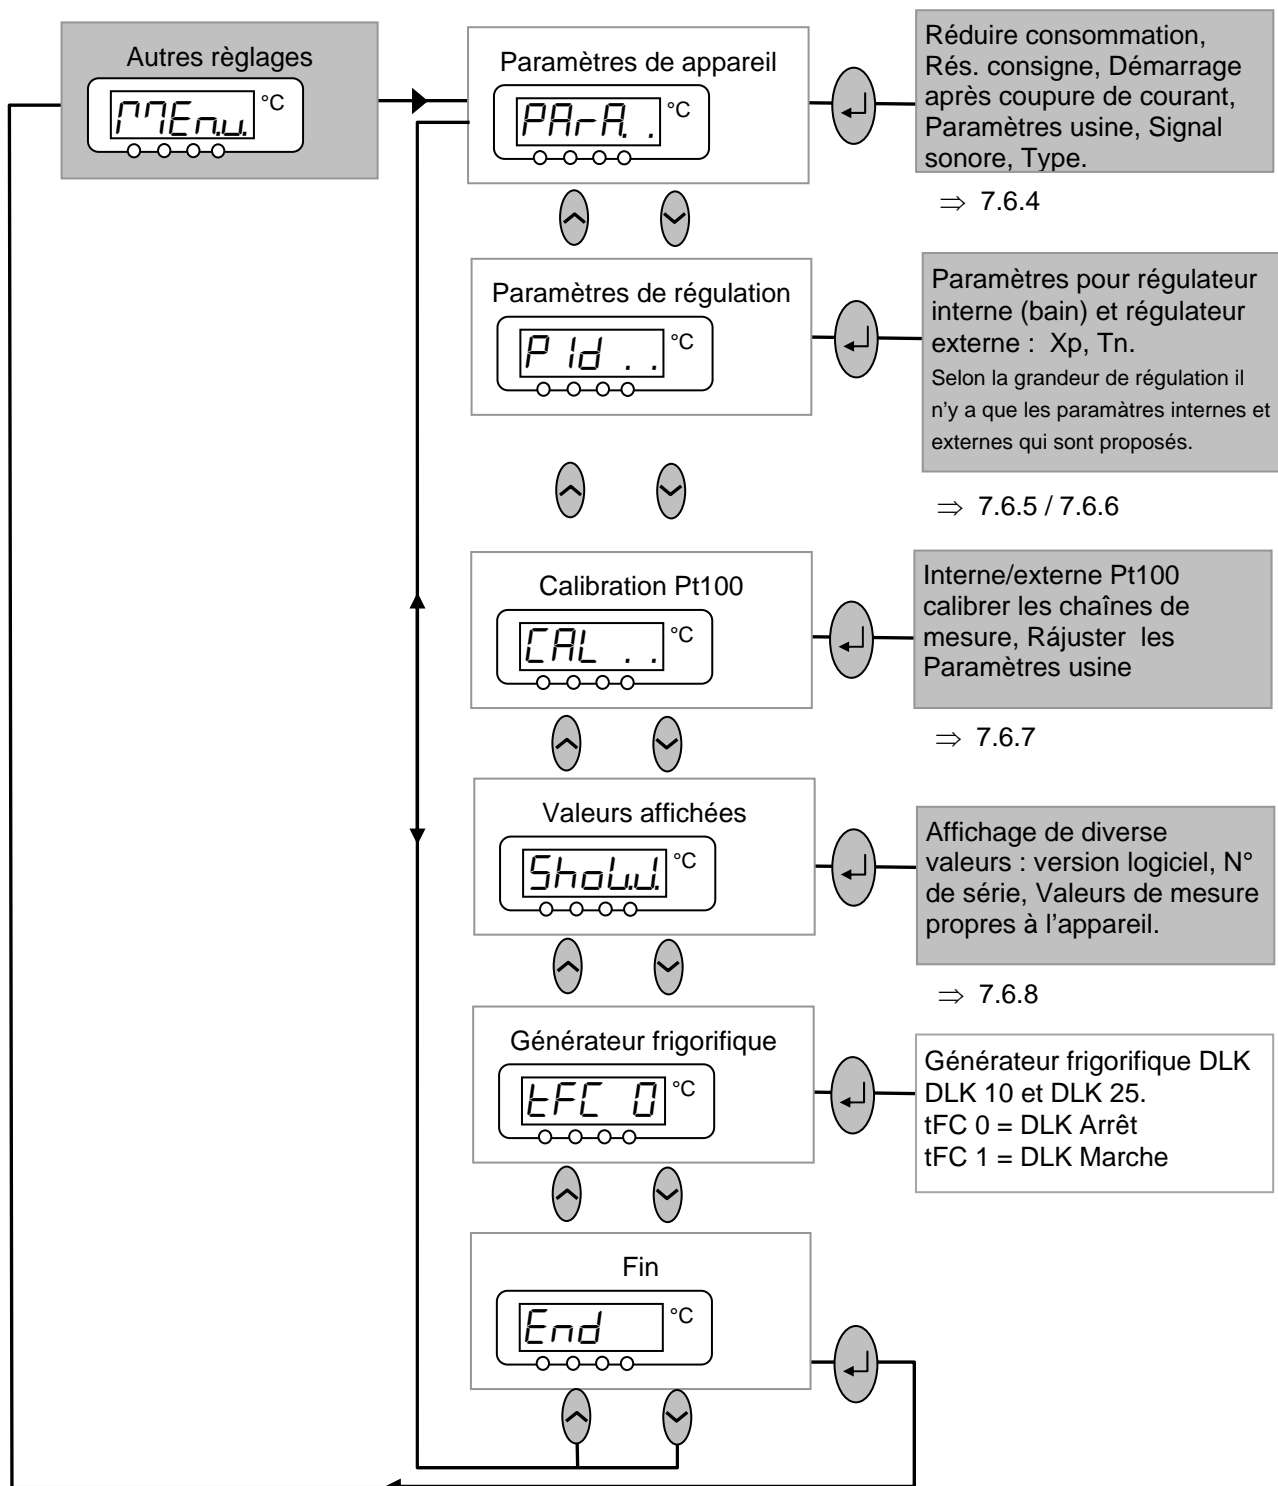 Autres règlages
MEnu.
°C
Paramètres de appareil
PArA. .
°C
Réduire consommation,
Rés. consigne, Démarrage
après coupure de courant,
Paramètres usine, Signal
sonore, Type.
⇒ 7.6.4
Paramètres de régulation
PId . .
°C
Paramètres pour régulateur
interne (bain) et régulateur
externe : Xp, Tn.
Selon la grandeur de régulation il
n'y a que les paramàtres internes et
externes qui sont proposés.
⇒ 7.6.5 / 7.6.6
Calibration Pt100
CAL . .
°C
Interne/externe Pt100
calibrer les chaînes de
mesure, Rájuster les
Paramètres usine
⇒ 7.6.7
Valeurs affichées
Show.
°C
Affichage de diverse
valeurs : version logiciel, N°
de série, Valeurs de mesure
propres à l'appareil.
⇒ 7.6.8
Générateur frigorifique
tFC 0
°C
Générateur frigorifique DLK
DLK 10 et DLK 25.
tFC 0 = DLK Arrêt
tFC 1 = DLK Marche
Fin
End
°C